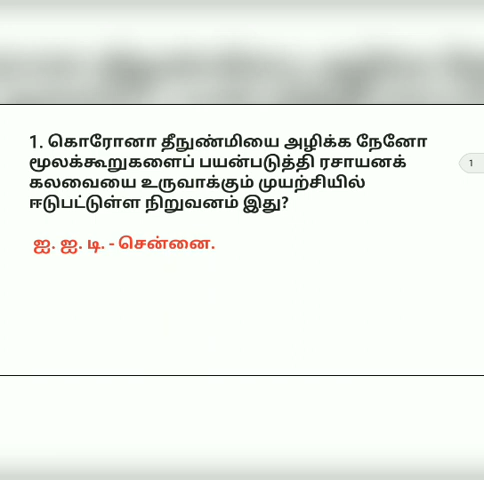 1. கொரோனா தீநுண்மியை அழிக்க நேனோ
மூலக்கூறுகளைப் பயன்படுத்தி ரசாயனக்
கலவையை உருவாக்கும் முயற்சியில்
ஈடுபட்டுள்ள நிறுவனம் இது?
1
ஐ. ஐ. டி. - சென்னை.